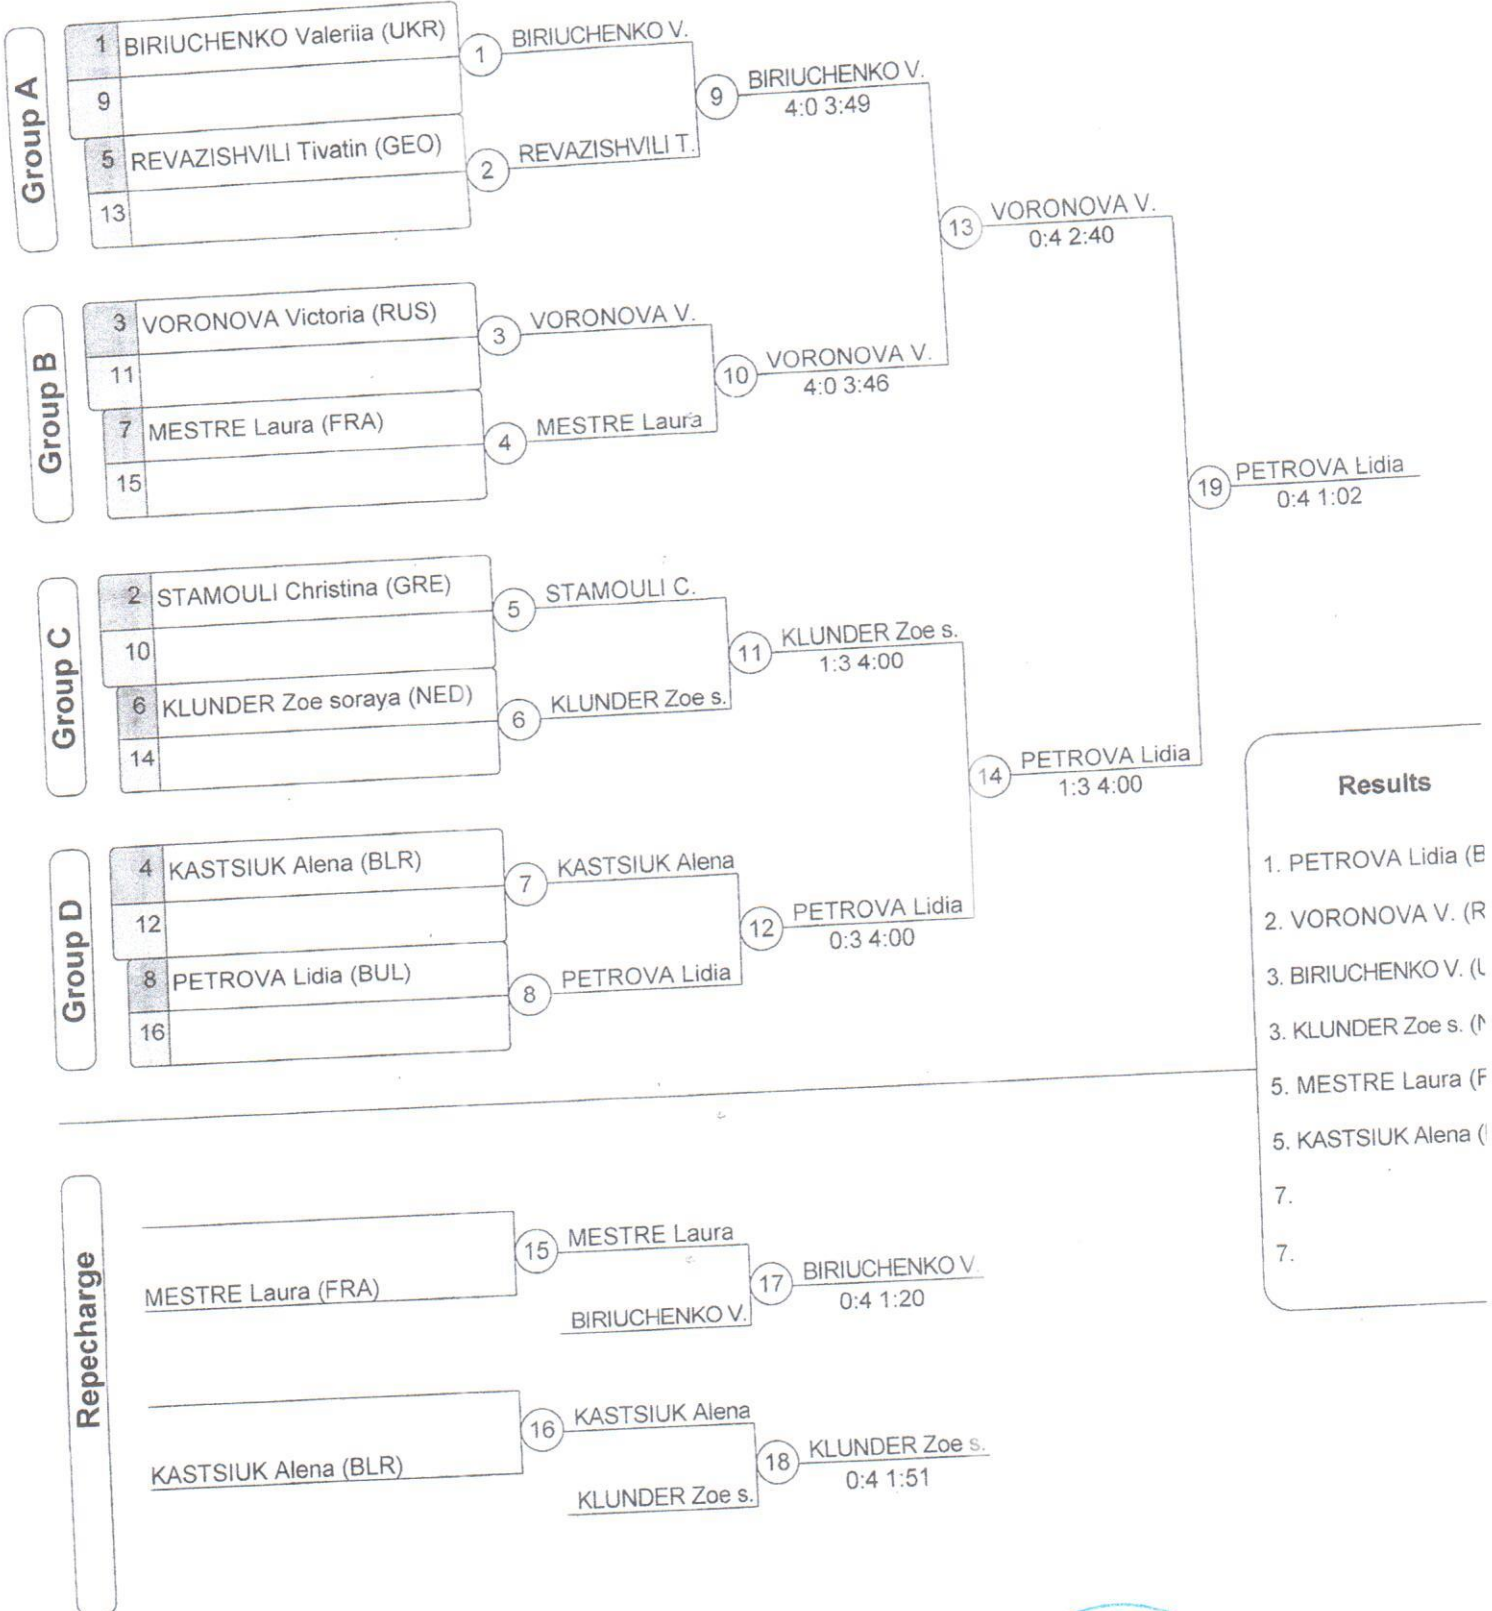 Group A
1 BIRIUCHENKO Valeriia (UKR)
9
5 REVAZISHVILI Tivatin (GEO)
13
1 BIRIUCHENKO V.
2 REVAZISHVILI T.
9 BIRIUCHENKO V.
4:0 3:49
Group B
3 VORONOVA Victoria (RUS)
11
7 MESTRE Laura (FRA)
15
3 VORONOVA V.
4 MESTRE Laura
10 VORONOVA V.
4:0 3:46
13 VORONOVA V.
0:4 2:40
Group C
2 STAMOULI Christina (GRE)
10
6 KLUNDER Zoe soraya (NED)
14
5 STAMOULI C.
6 KLUNDER Zoe s.
11 KLUNDER Zoe s.
1:3 4:00
Group D
4 KASTSIUK Alena (BLR)
12
8 PETROVA Lidia (BUL)
16
7 KASTSIUK Alena
8 PETROVA Lidia
12 PETROVA Lidia
0:3 4:00
14 PETROVA Lidia
1:3 4:00
19 PETROVA Lidia
0:4 1:02
Results
1. PETROVA Lidia (B
2. VORONOVA V. (R
3. BIRIUCHENKO V. (
3. KLUNDER Zoe s. (
5. MESTRE Laura (F
5. KASTSIUK Alena (
7.
7.
Repecharge
MESTRE Laura (FRA)
15 MESTRE Laura
BIRIUCHENKO V.
17 BIRIUCHENKO V.
0:4 1:20
KASTSIUK Alena (BLR)
16 KASTSIUK Alena
KLUNDER Zoe s.
18 KLUNDER Zoe s.
0:4 1:51